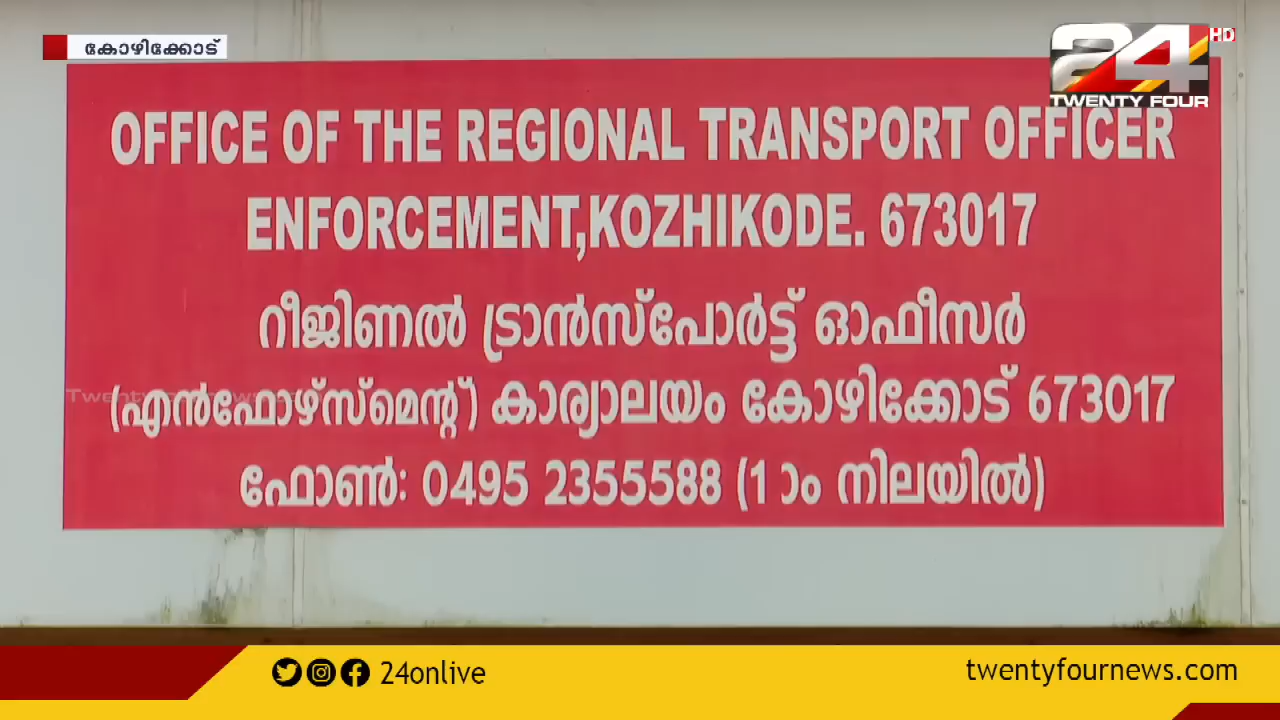 കോഴിക്കോട്
24 HD
TWENTY FOUR
OFFICE OF THE REGIONAL TRANSPORT OFFICER
ENFORCEMENT,KOZHIKODE. 673017
റീജിണൽ ട്രാൻസ്പോർട്ട് ഓഫീസർ
(എൻഫോഴ്സ്മെന്റ്) കാര്യാലയം കോഴിക്കോട് 673017
ഫോൺ: 0495 2355588 (1 ാം നിലയിൽ)
24onlive
twentyfournews.com